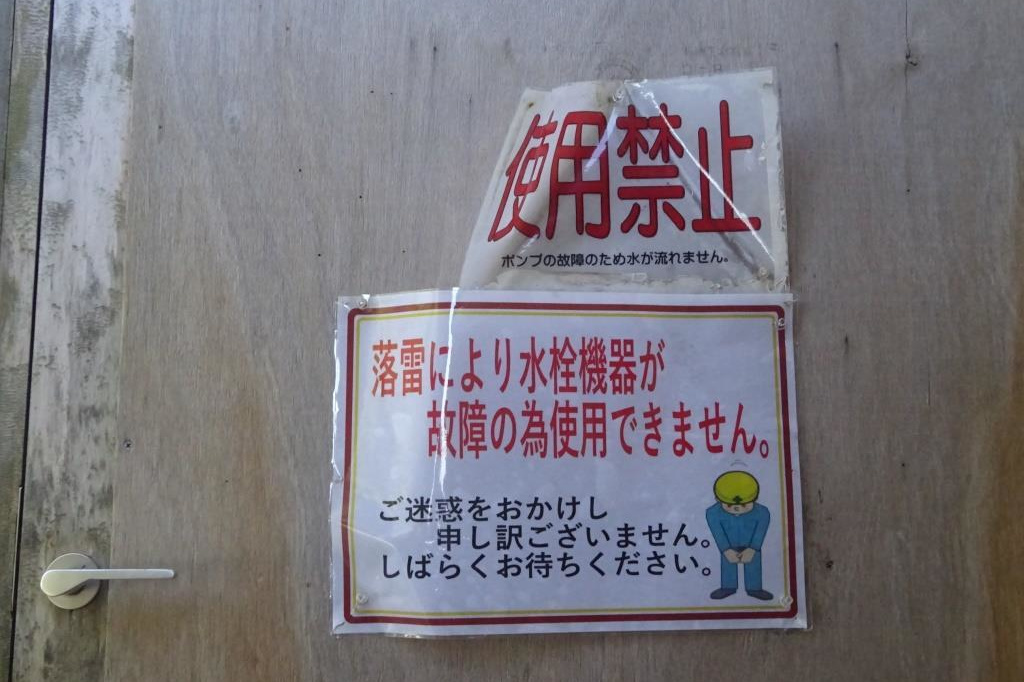 使用禁止
ポンプの故障のため水が流れません。
落雷により水栓機器が
故障の為使用できません。
ご迷惑をおかけし
申し訳ございません。
しばらくお待ちください。